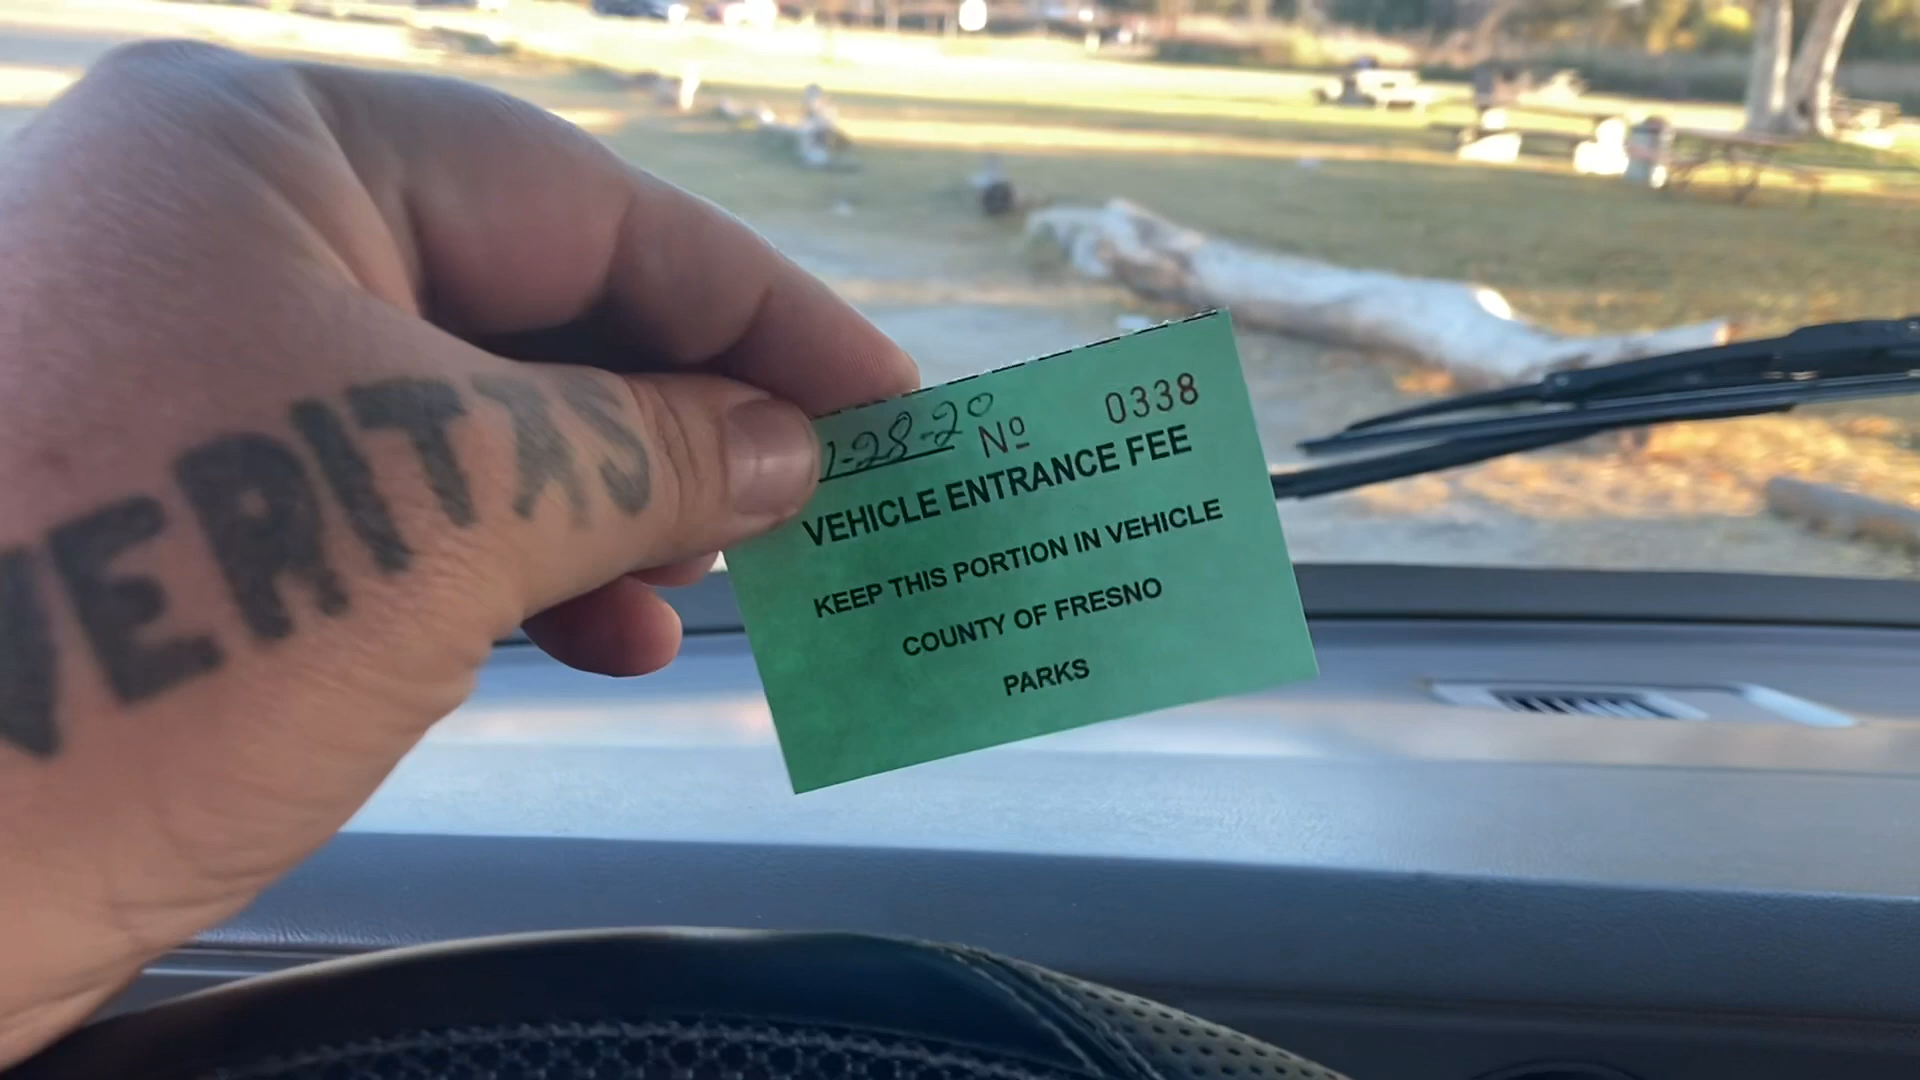 VERITAS
1-28-20 Nº 0338
VEHICLE ENTRANCE FEE
KEEP THIS PORTION IN VEHICLE
COUNTY OF FRESNO
PARKS